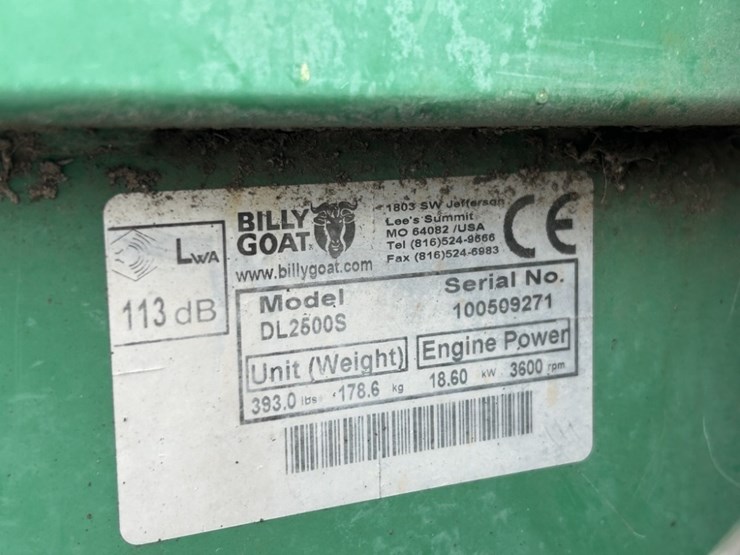 LWA
113 dB
BILLY
GOAT
www.billygoat.com
1803 SW Jefferson
Lee's Summit
MO 64082 /USA
Tel (816)524-9666
Fax (816)524-6983
CE
Model
DL2500S
Serial No.
100509271
Unit (Weight)
393.0 lbs 178.6 kg
Engine Power
18.60 kW 3600 rpm